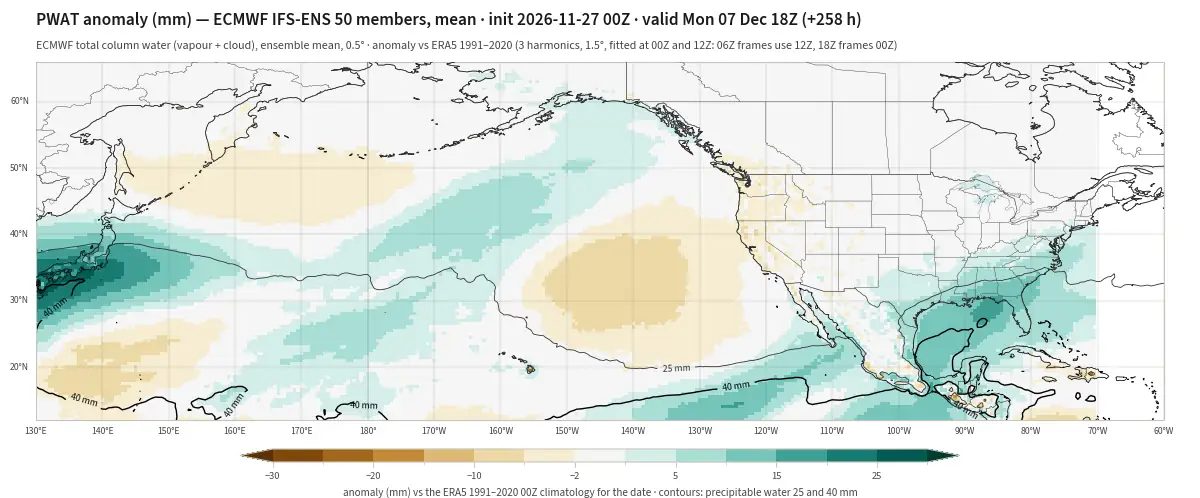 PWAT anomaly (mm) — ECMWF IFS-ENS 50 members, mean · init 2026-11-27 00Z · valid Mon 07 Dec 18Z (+258 h)
ECMWF total column water (vapour + cloud), ensemble mean, 0.5° · anomaly vs ERA5 1991–2020 (3 harmonics, 1.5°, fitted at 00Z and 12Z: 06Z frames use 12Z, 18Z frames 00Z)
60°N
50°N
40°N
30°N
20°N
40 mm
25 mm
40 mm
40 mm
40 mm
40 mm
40 mm
130°E 140°E 150°E 160°E 170°E 180° 170°W 160°W 150°W 140°W 130°W 120°W 110°W 100°W 90°W 80°W 70°W 60°W
−30 −20 −10 −2 5 15 25
anomaly (mm) vs the ERA5 1991–2020 00Z climatology for the date · contours: precipitable water 25 and 40 mm